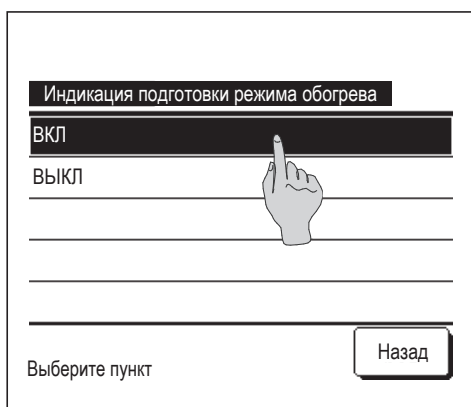 Индикация подготовки режима обогрева
ВКЛ
ВЫКЛ
Назад
Выберите пункт